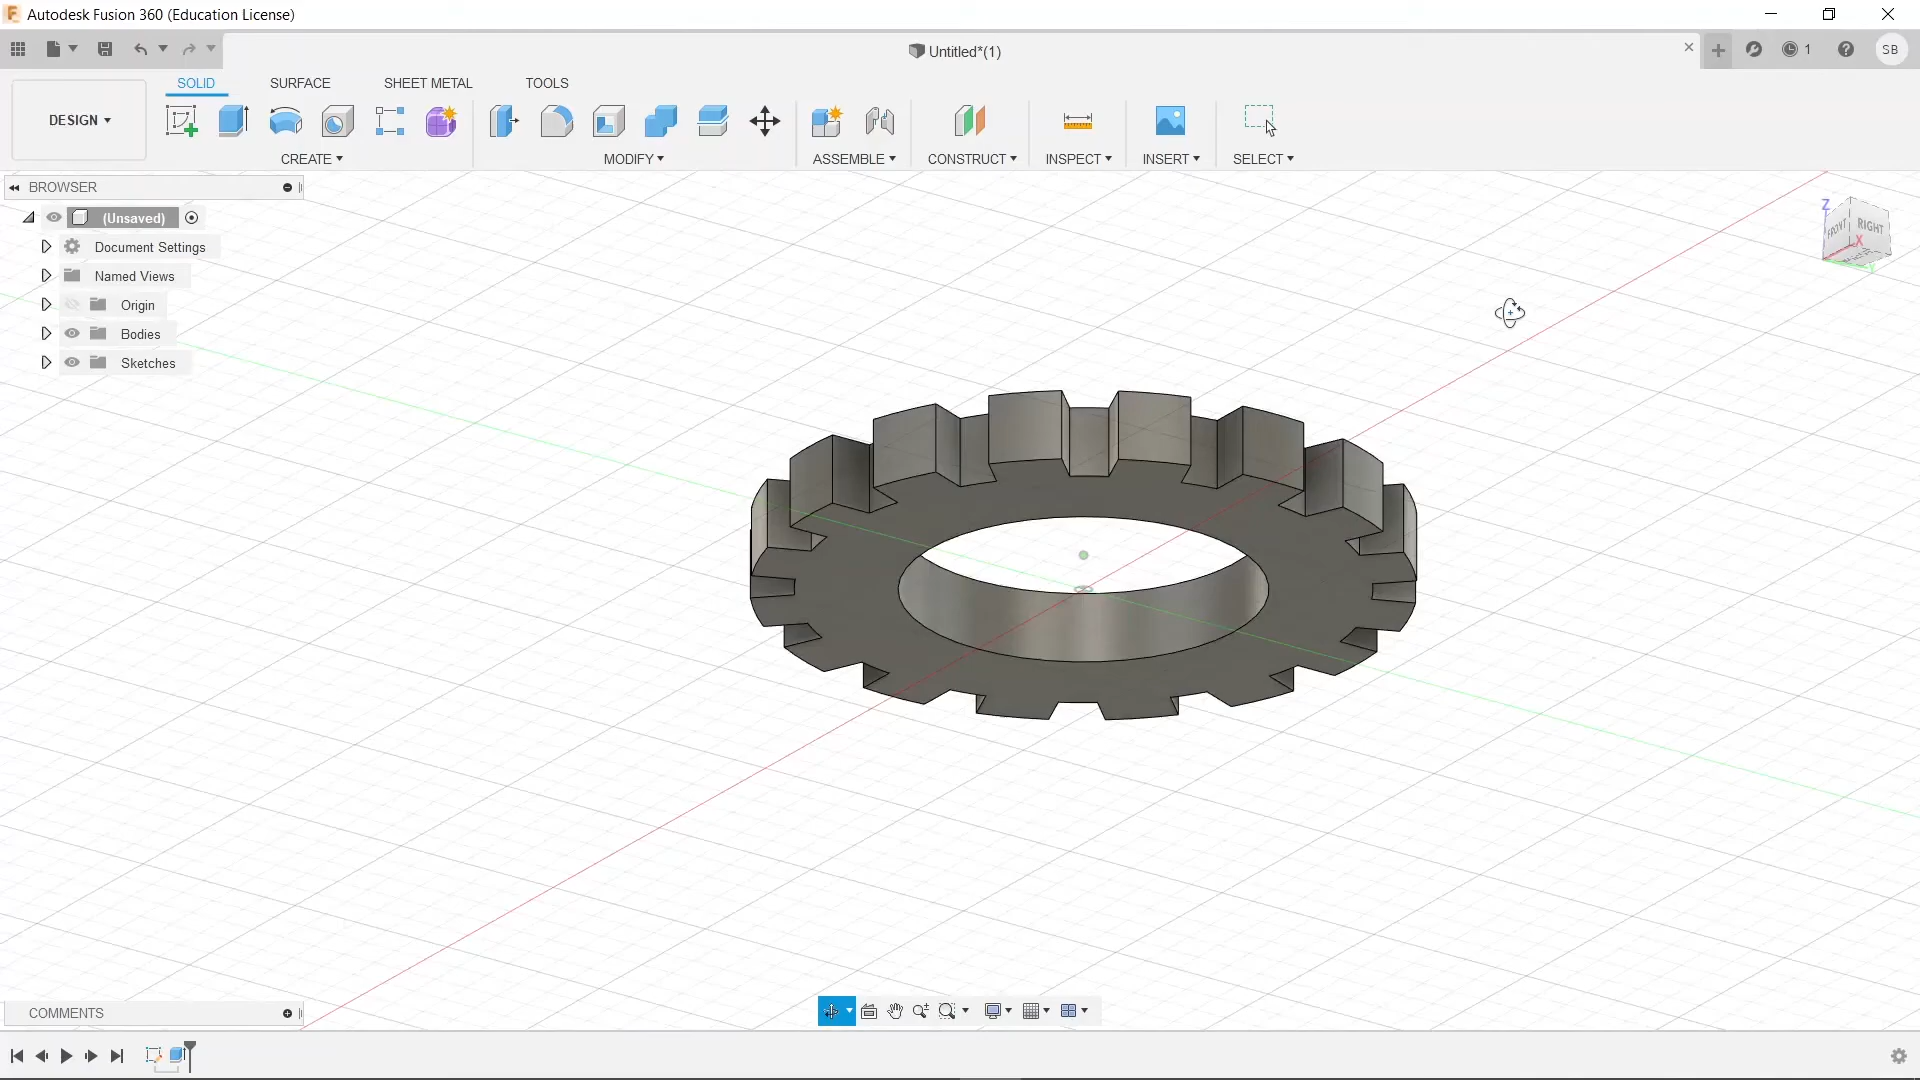 Autodesk Fusion 360 (Education License)
Untitled*(1)
1
SB
DESIGN
SOLID
SURFACE
SHEET METAL
TOOLS
CREATE
MODIFY
ASSEMBLE
CONSTRUCT
INSPECT
INSERT
SELECT
BROWSER
(Unsaved)
Document Settings
Named Views
Origin
Bodies
Sketches
Z
FRONT
RIGHT
X
Y
COMMENTS